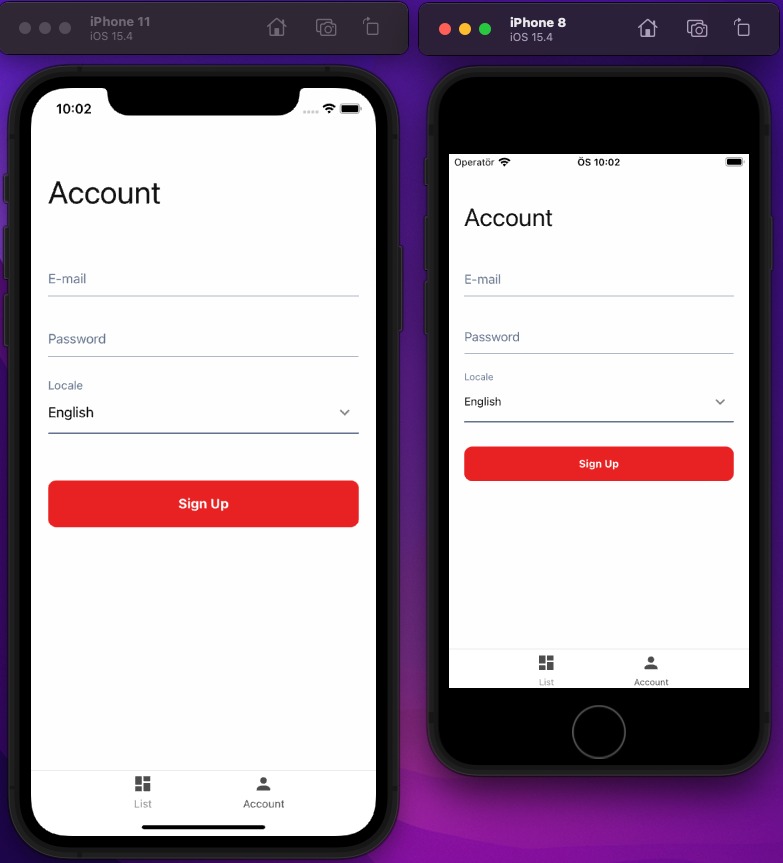 iPhone 11
iOS 15.4
10:02
Account
E-mail
Password
Locale
English
Sign Up
List
Account
iPhone 8
iOS 15.4
Operatör
ÖS 10:02
Account
E-mail
Password
Locale
English
Sign Up
List
Account